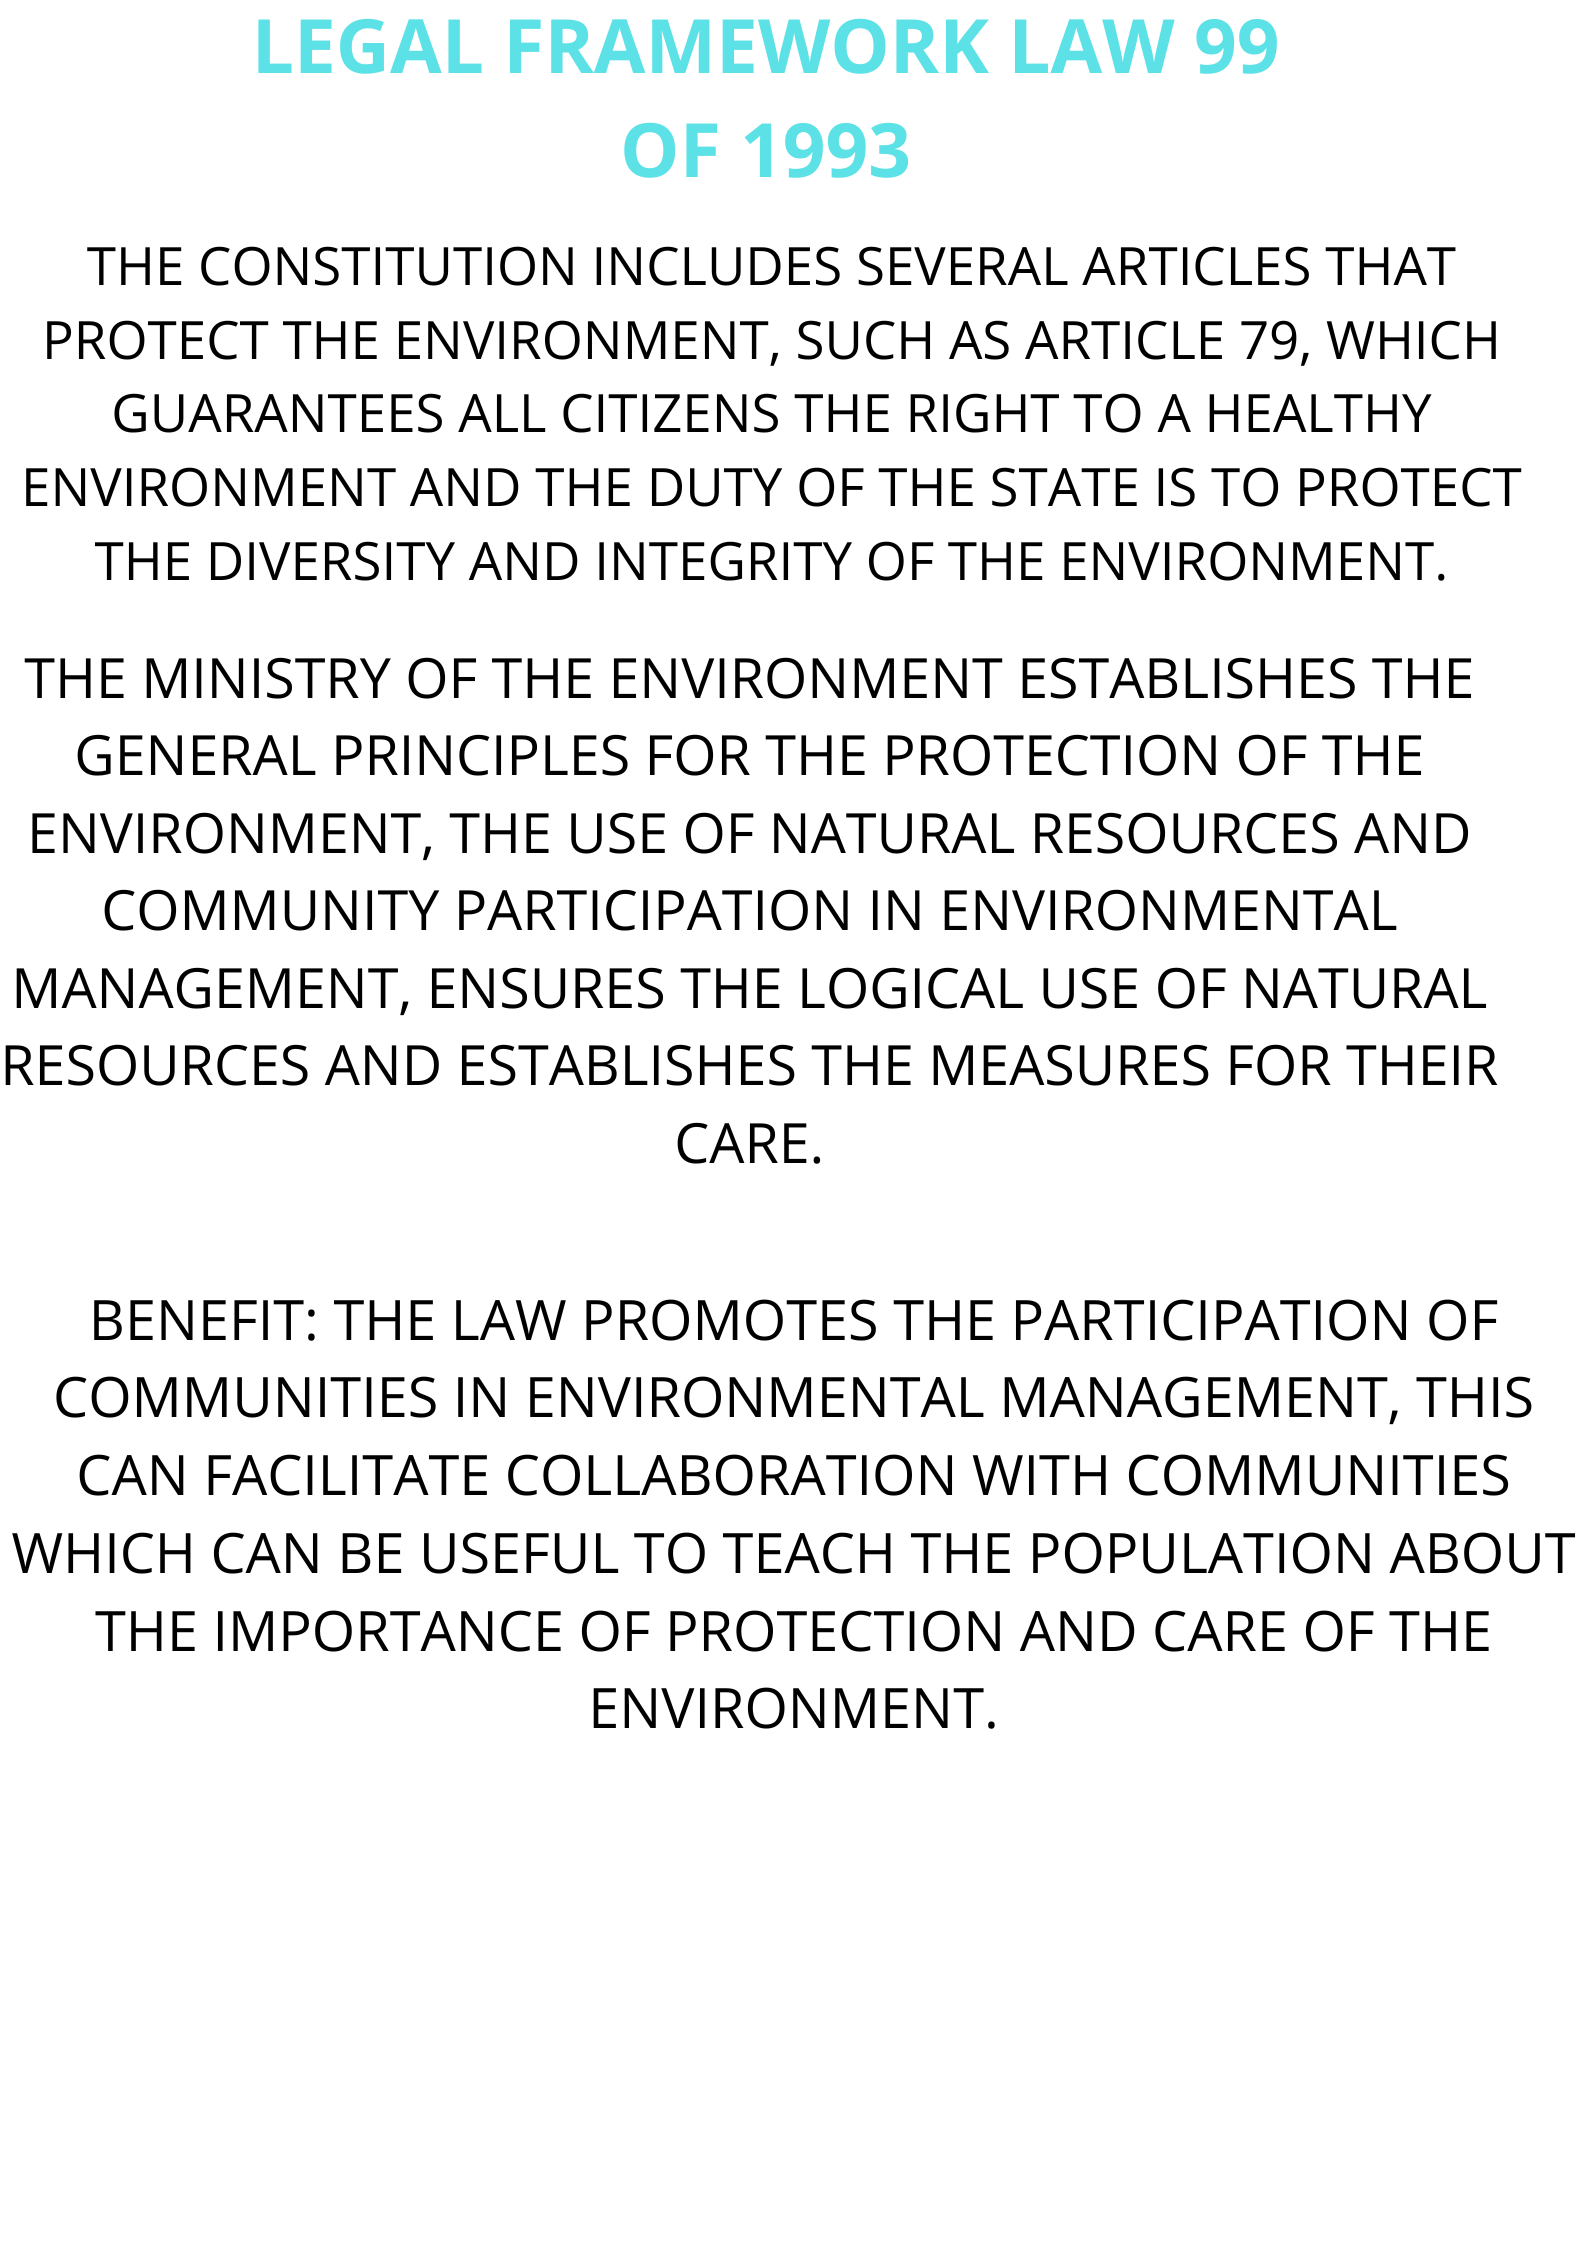 LEGAL FRAMEWORK LAW 99
OF 1993
THE CONSTITUTION INCLUDES SEVERAL ARTICLES THAT
PROTECT THE ENVIRONMENT, SUCH AS ARTICLE 79, WHICH
GUARANTEES ALL CITIZENS THE RIGHT TO A HEALTHY
ENVIRONMENT AND THE DUTY OF THE STATE IS TO PROTECT
THE DIVERSITY AND INTEGRITY OF THE ENVIRONMENT.
THE MINISTRY OF THE ENVIRONMENT ESTABLISHES THE
GENERAL PRINCIPLES FOR THE PROTECTION OF THE
ENVIRONMENT, THE USE OF NATURAL RESOURCES AND
COMMUNITY PARTICIPATION IN ENVIRONMENTAL
MANAGEMENT, ENSURES THE LOGICAL USE OF NATURAL
RESOURCES AND ESTABLISHES THE MEASURES FOR THEIR
CARE.
BENEFIT: THE LAW PROMOTES THE PARTICIPATION OF
COMMUNITIES IN ENVIRONMENTAL MANAGEMENT, THIS
CAN FACILITATE COLLABORATION WITH COMMUNITIES
WHICH CAN BE USEFUL TO TEACH THE POPULATION ABOUT
THE IMPORTANCE OF PROTECTION AND CARE OF THE
ENVIRONMENT.